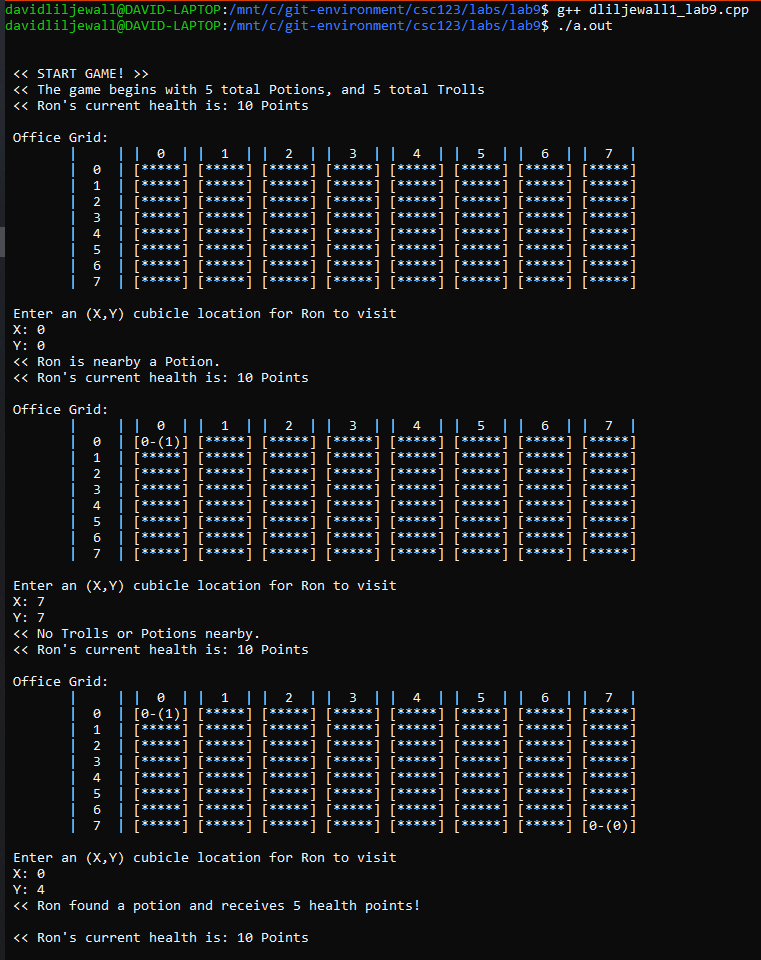 davidliljewall@DAVID-LAPTOP:/mnt/c/git-environment/csc123/labs/lab9$ g++ dliljewall1_lab9.cpp
davidliljewall@DAVID-LAPTOP:/mnt/c/git-environment/csc123/labs/lab9$ ./a.out
<< START GAME! >>
<< The game begins with 5 total Potions, and 5 total Trolls
<< Ron's current health is: 10 Points
Office Grid:
|     | |  0  | |  1  | |  2  | |  3  | |  4  | |  5  | |  6  | |  7  |
|  0  | [*****] [*****] [*****] [*****] [*****] [*****] [*****] [*****]
|  1  | [*****] [*****] [*****] [*****] [*****] [*****] [*****] [*****]
|  2  | [*****] [*****] [*****] [*****] [*****] [*****] [*****] [*****]
|  3  | [*****] [*****] [*****] [*****] [*****] [*****] [*****] [*****]
|  4  | [*****] [*****] [*****] [*****] [*****] [*****] [*****] [*****]
|  5  | [*****] [*****] [*****] [*****] [*****] [*****] [*****] [*****]
|  6  | [*****] [*****] [*****] [*****] [*****] [*****] [*****] [*****]
|  7  | [*****] [*****] [*****] [*****] [*****] [*****] [*****] [*****]
Enter an (X,Y) cubicle location for Ron to visit
X: 0
Y: 0
<< Ron is nearby a Potion.
<< Ron's current health is: 10 Points
Office Grid:
|     | |  0  | |  1  | |  2  | |  3  | |  4  | |  5  | |  6  | |  7  |
|  0  | [0-(1)] [*****] [*****] [*****] [*****] [*****] [*****] [*****]
|  1  | [*****] [*****] [*****] [*****] [*****] [*****] [*****] [*****]
|  2  | [*****] [*****] [*****] [*****] [*****] [*****] [*****] [*****]
|  3  | [*****] [*****] [*****] [*****] [*****] [*****] [*****] [*****]
|  4  | [*****] [*****] [*****] [*****] [*****] [*****] [*****] [*****]
|  5  | [*****] [*****] [*****] [*****] [*****] [*****] [*****] [*****]
|  6  | [*****] [*****] [*****] [*****] [*****] [*****] [*****] [*****]
|  7  | [*****] [*****] [*****] [*****] [*****] [*****] [*****] [*****]
Enter an (X,Y) cubicle location for Ron to visit
X: 7
Y: 7
<< No Trolls or Potions nearby.
<< Ron's current health is: 10 Points
Office Grid:
|     | |  0  | |  1  | |  2  | |  3  | |  4  | |  5  | |  6  | |  7  |
|  0  | [0-(1)] [*****] [*****] [*****] [*****] [*****] [*****] [*****]
|  1  | [*****] [*****] [*****] [*****] [*****] [*****] [*****] [*****]
|  2  | [*****] [*****] [*****] [*****] [*****] [*****] [*****] [*****]
|  3  | [*****] [*****] [*****] [*****] [*****] [*****] [*****] [*****]
|  4  | [*****] [*****] [*****] [*****] [*****] [*****] [*****] [*****]
|  5  | [*****] [*****] [*****] [*****] [*****] [*****] [*****] [*****]
|  6  | [*****] [*****] [*****] [*****] [*****] [*****] [*****] [*****]
|  7  | [*****] [*****] [*****] [*****] [*****] [*****] [*****] [0-(0)]
Enter an (X,Y) cubicle location for Ron to visit
X: 0
Y: 4
<< Ron found a potion and receives 5 health points!
<< Ron's current health is: 10 Points